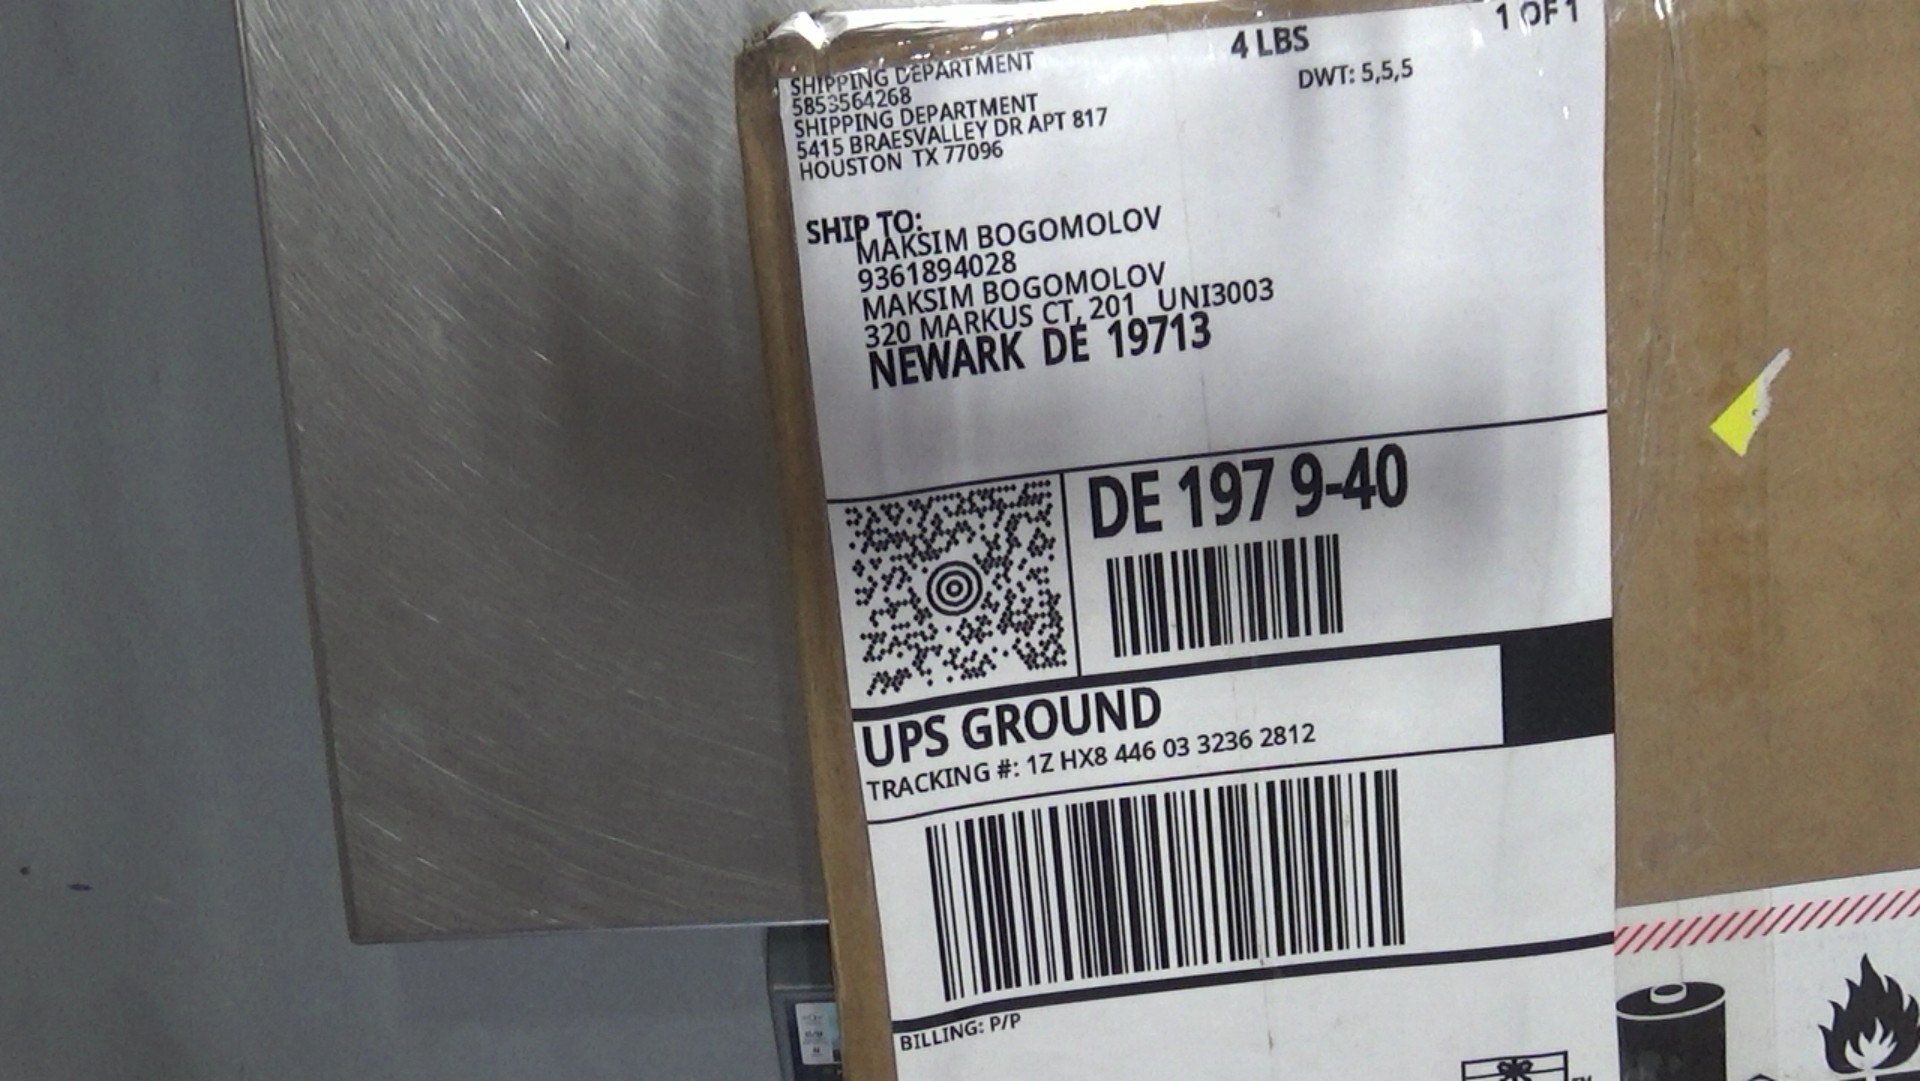 1 OF 1
4 LBS
DWT: 5,5,5
SHIPPING DEPARTMENT
5853564268
SHIPPING DEPARTMENT
5415 BRAESVALLEY DR APT 817
HOUSTON TX 77096
SHIP TO:
MAKSIM BOGOMOLOV
9361894028
MAKSIM BOGOMOLOV
320 MARKUS CT, 201 UNI3003
NEWARK DE 19713
DE 197 9-40
UPS GROUND
TRACKING #: 1Z HX8 446 03 3236 2812
BILLING: P/P